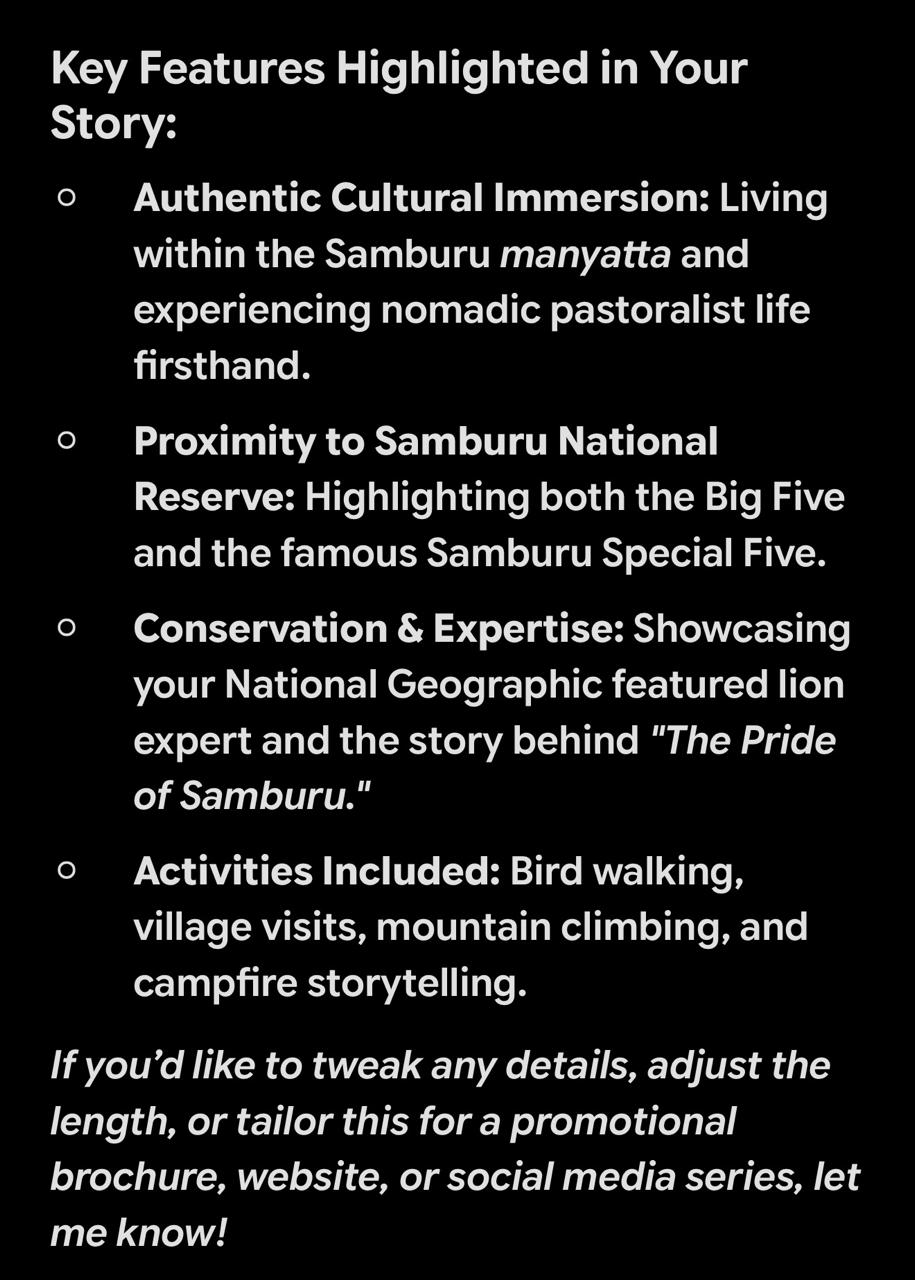 Key Features Highlighted in Your
Story:
Authentic Cultural Immersion: Living
within the Samburu manyatta and
experiencing nomadic pastoralist life
firsthand.
Proximity to Samburu National
Reserve: Highlighting both the Big Five
and the famous Samburu Special Five.
Conservation & Expertise: Showcasing
your National Geographic featured lion
expert and the story behind "The Pride
of Samburu."
Activities Included: Bird walking,
village visits, mountain climbing, and
campfire storytelling.
If you’d like to tweak any details, adjust the
length, or tailor this for a promotional
brochure, website, or social media series, let
me know!